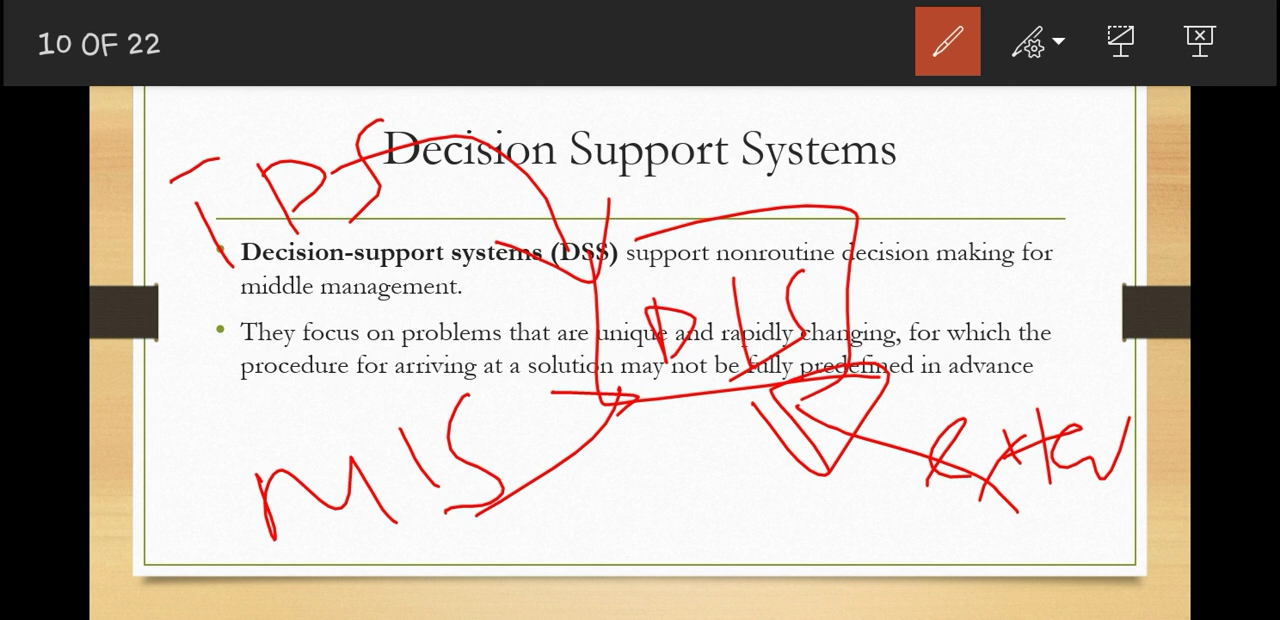 10 OF 22
Decision Support Systems
TPS
• Decision-support systems (DSS) support nonroutine decision making for
middle management.
• They focus on problems that are unique and rapidly changing, for which the
procedure for arriving at a solution may not be fully predefined in advance
MIS